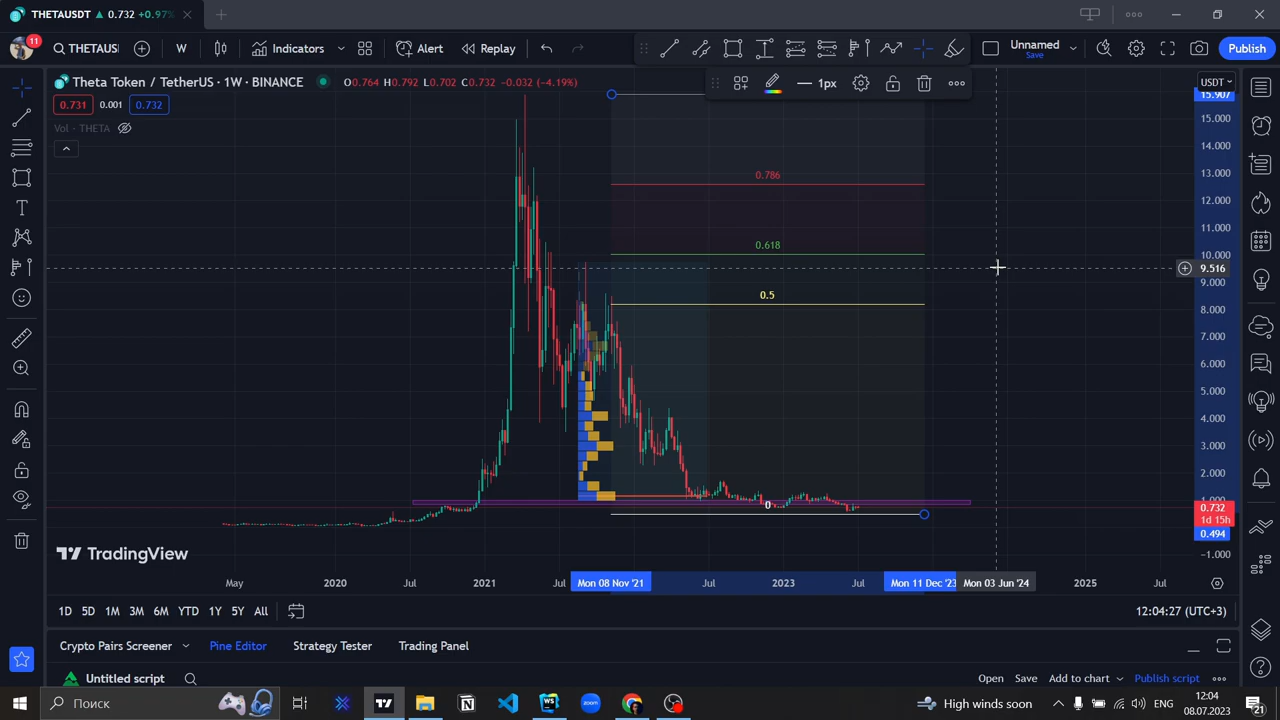 THETAUSDT ▲ 0.732 +0.97%
11
THETAUS
W
Indicators
Alert
Replay
Unnamed
Publish
Theta Token / TetherUS · 1W · BINANCE
O0.764 H0.792 L0.702 C0.732 -0.032 (-4.19%)
1px
USDT
0.731 0.001 0.732
Vol · THETA
15.907
15.000
14.000
13.000
12.000
11.000
10.000
9.516
9.000
8.000
7.000
6.000
5.000
4.000
3.000
2.000
1.000
0.732
1d 15h
0.494
−1.000
0.786
0.618
0.5
0
TradingView
May 2020 Jul 2021 Jul Mon 08 Nov '21 Jul 2023 Jul Mon 11 Dec '23 Mon 03 Jun '24 2025 Jul
1D 5D 1M 3M 6M YTD 1Y 5Y All
12:04:27 (UTC+3)
Crypto Pairs Screener Pine Editor Strategy Tester Trading Panel
Untitled script
Open Save Add to chart Publish script
Поиск
High winds soon
ENG
12:04
08.07.2023
21